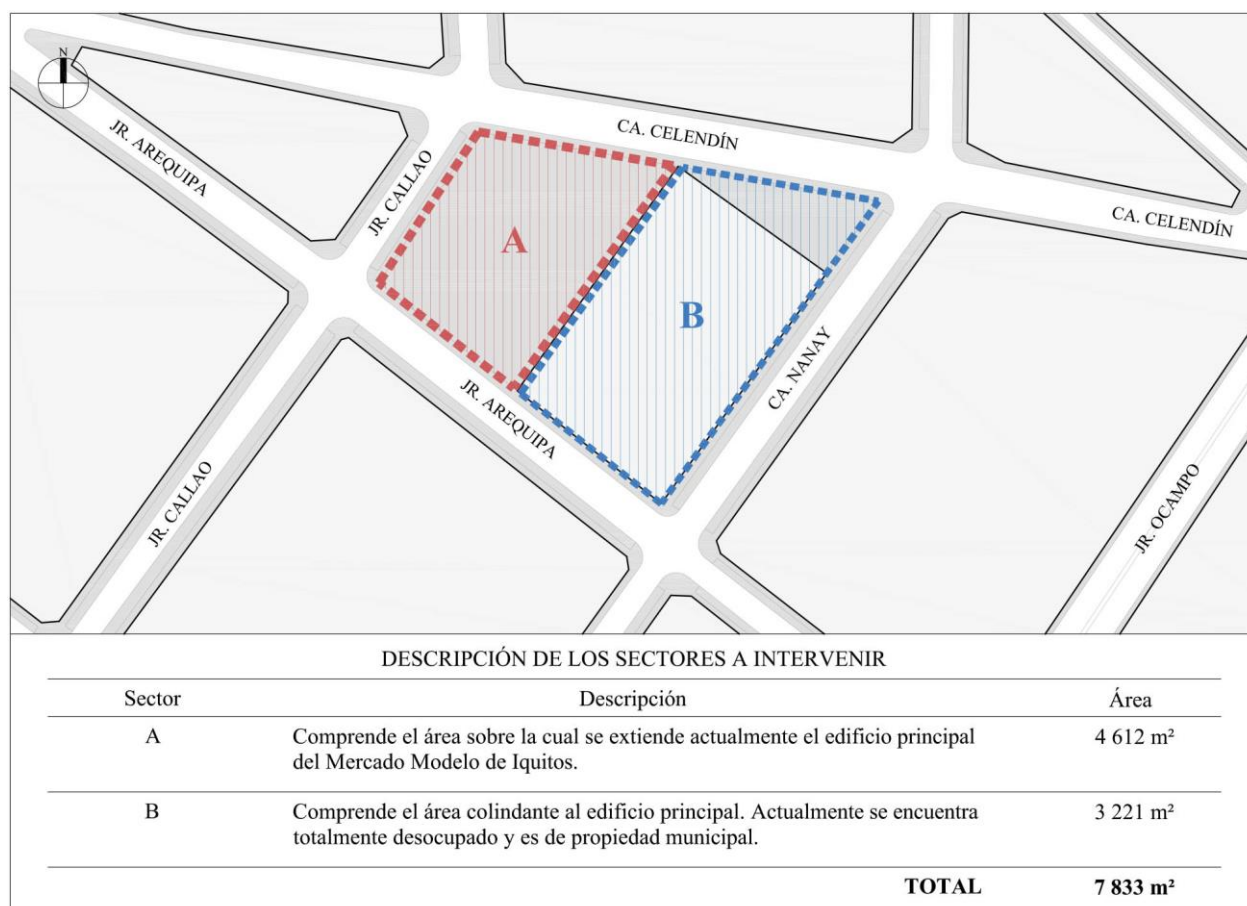 N
JR. AREQUIPA
JR. CALLAO
CA. CELENDÍN
CA. CELENDÍN
A
B
CA. NANAY
JR. AREQUIPA
JR. CALLAO
JR. OCAMPO
DESCRIPCIÓN DE LOS SECTORES A INTERVENIR
Sector Descripción Área
A Comprende el área sobre la cual se extiende actualmente el edificio principal 4 612 m²
del Mercado Modelo de Iquitos.
B Comprende el área colindante al edificio principal. Actualmente se encuentra 3 221 m²
totalmente desocupado y es de propiedad municipal.
TOTAL 7 833 m²